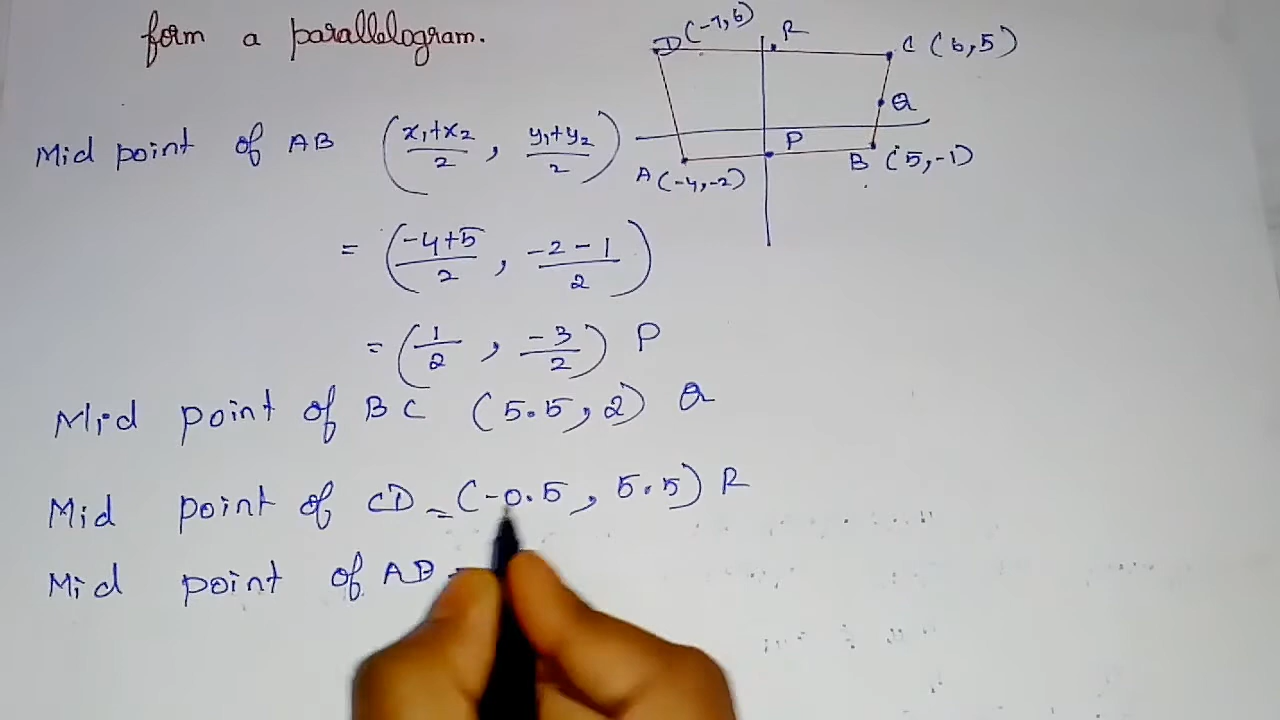 form a parallelogram.
D (-7,6) R C (6,5)
Q
P
A (-4,-2) B (5,-1)
Mid point of AB (x₁+x₂/2 , y₁+y₂/2)
= (-4+5/2 , -2-1/2)
= (1/2 , -3/2) P
Mid point of BC (5.5, 2) Q
Mid point of CD = (-0.5, 5.5) R
Mid point of AD =